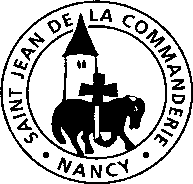 SAINT JEAN DE LA COMMANDERIE
• NANCY •